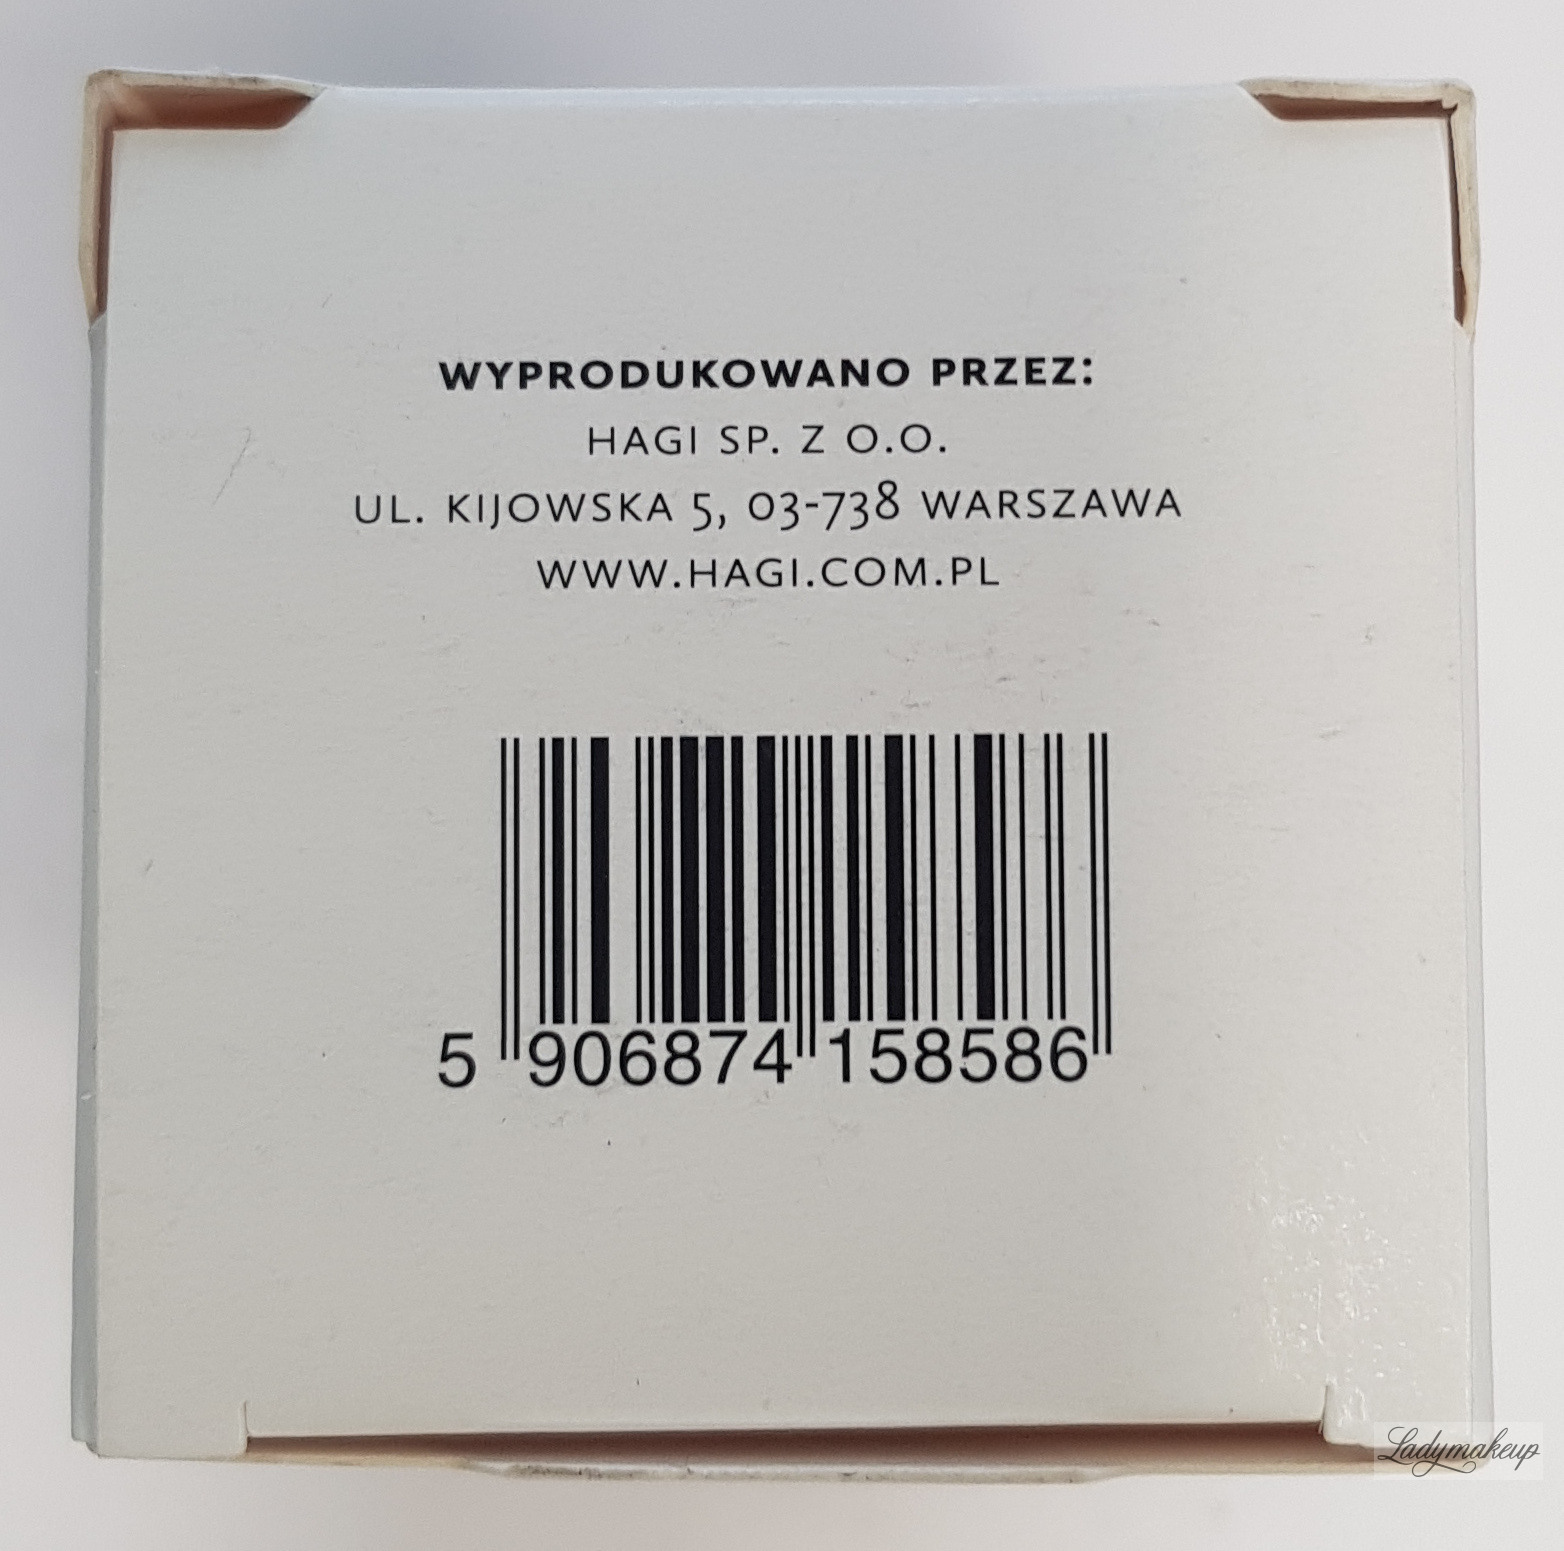 WYPRODUKOWANO PRZEZ:
HAGI SP. Z O.O.
UL. KIJOWSKA 5, 03-738 WARSZAWA
WWW.HAGI.COM.PL
5 906874 158586
Ladymakeup